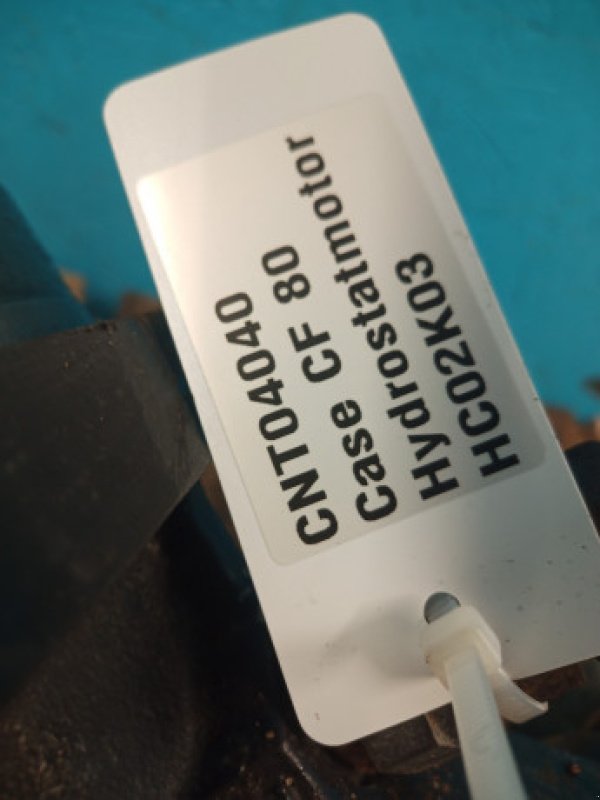 CNT04040
Case CF 80
Hydrostatmotor
HC02K03